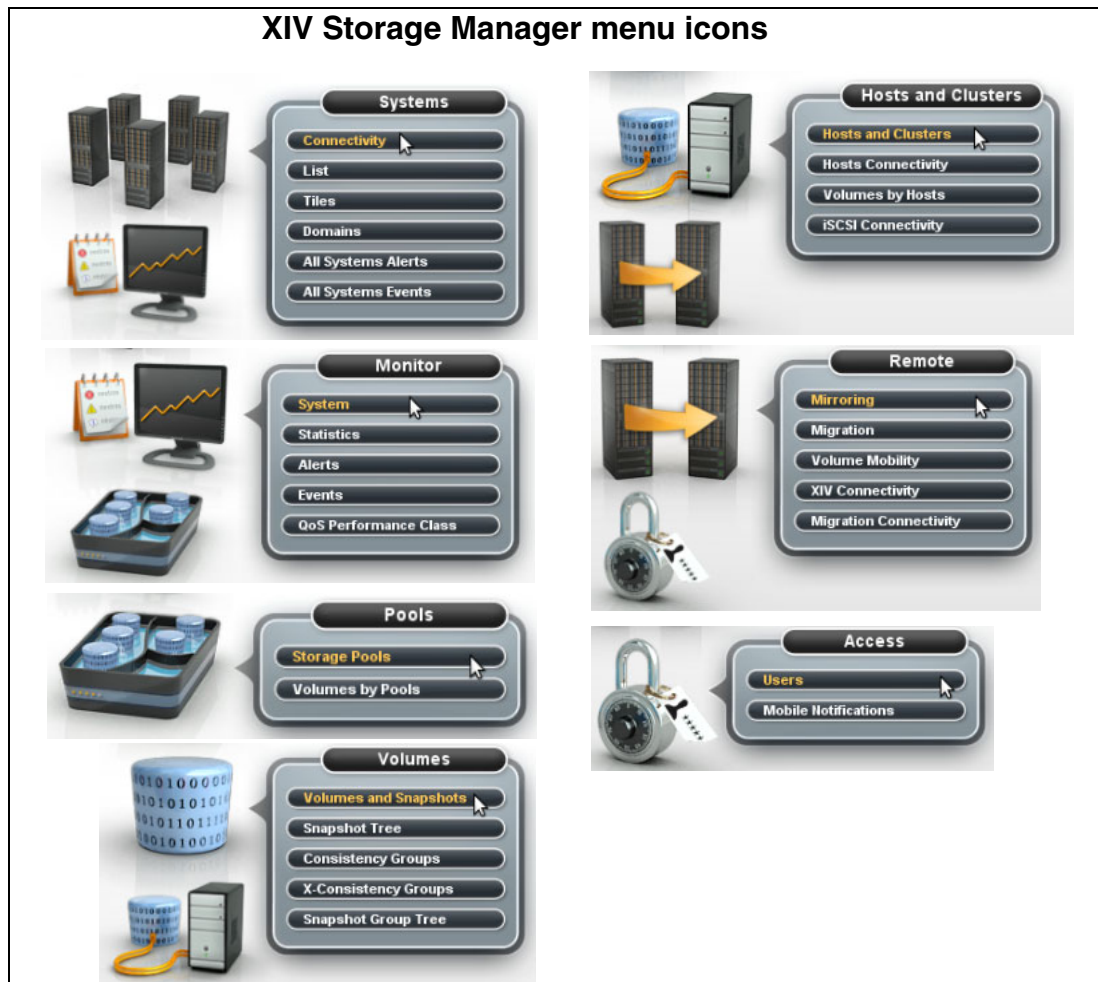 XIV Storage Manager menu icons
Systems
Connectivity
List
Tiles
Domains
All Systems Alerts
All Systems Events
Monitor
System
Statistics
Alerts
Events
QoS Performance Class
Pools
Storage Pools
Volumes by Pools
Volumes
Volumes and Snapshots
Snapshot Tree
Consistency Groups
X-Consistency Groups
Snapshot Group Tree
Hosts and Clusters
Hosts and Clusters
Hosts Connectivity
Volumes by Hosts
iSCSI Connectivity
Remote
Mirroring
Migration
Volume Mobility
XIV Connectivity
Migration Connectivity
Access
Users
Mobile Notifications